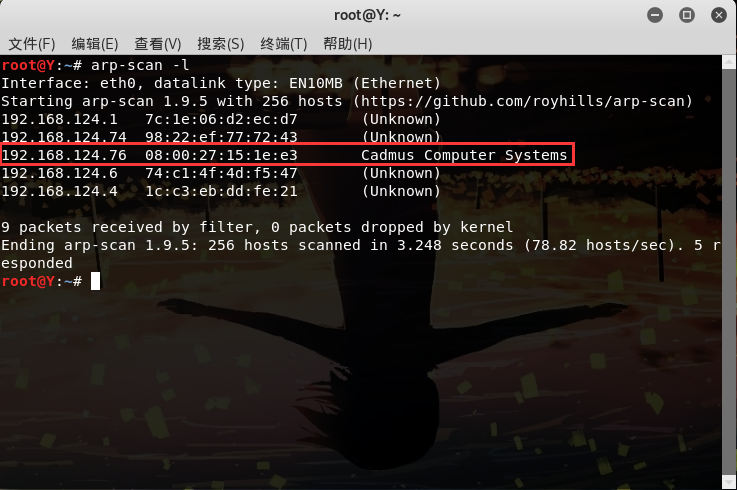 root@Y: ~
文件(F) 编辑(E) 查看(V) 搜索(S) 终端(T) 帮助(H)
root@Y:~# arp-scan -l
Interface: eth0, datalink type: EN10MB (Ethernet)
Starting arp-scan 1.9.5 with 256 hosts (https://github.com/royhills/arp-scan)
192.168.124.1 7c:1e:06:d2:ec:d7 (Unknown)
192.168.124.74 98:22:ef:77:72:43 (Unknown)
192.168.124.76 08:00:27:15:1e:e3 Cadmus Computer Systems
192.168.124.6 74:c1:4f:4d:f5:47 (Unknown)
192.168.124.4 1c:c3:eb:dd:fe:21 (Unknown)
9 packets received by filter, 0 packets dropped by kernel
Ending arp-scan 1.9.5: 256 hosts scanned in 3.248 seconds (78.82 hosts/sec). 5 r
esponded
root@Y:~#